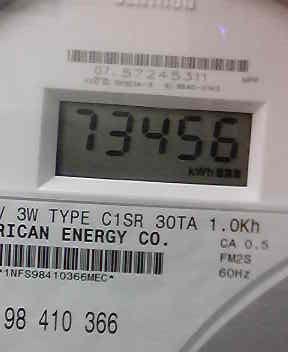 07. 57245311
73456
kWh
V 3W TYPE C1SR 30TA 1.0Kh
RICAN ENERGY CO.
CA 0.5
FM2S
60Hz
*1NFS98410366MEC*
98 410 366